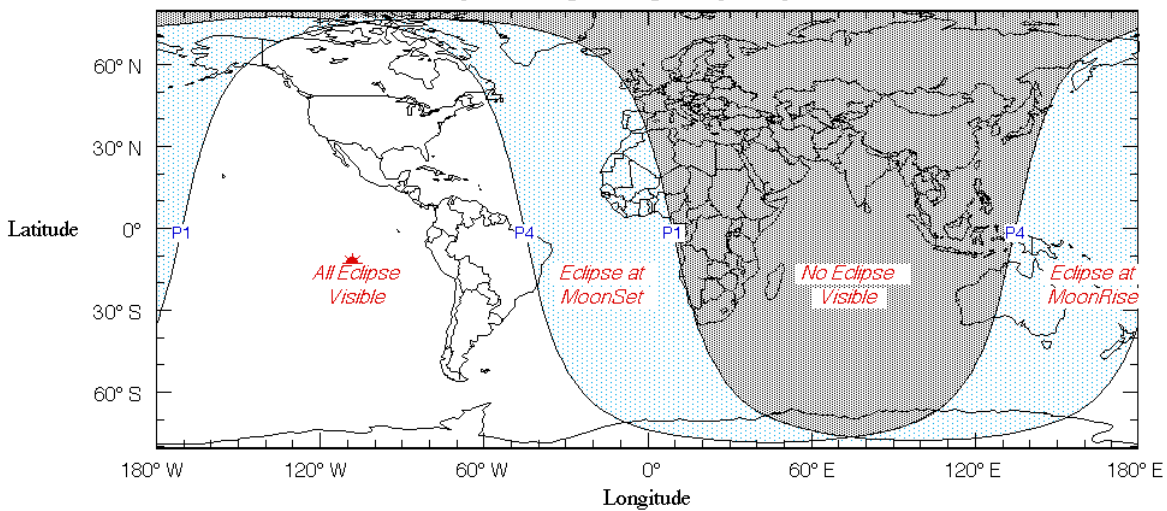 60° N
30° N
Latitude
0°
P1
P4
P1
P4
All Eclipse
Visible
Eclipse at
MoonSet
No Eclipse
Visible
Eclipse at
MoonRise
30° S
60° S
180° W
120° W
60° W
0°
60° E
120° E
180° E
Longitude